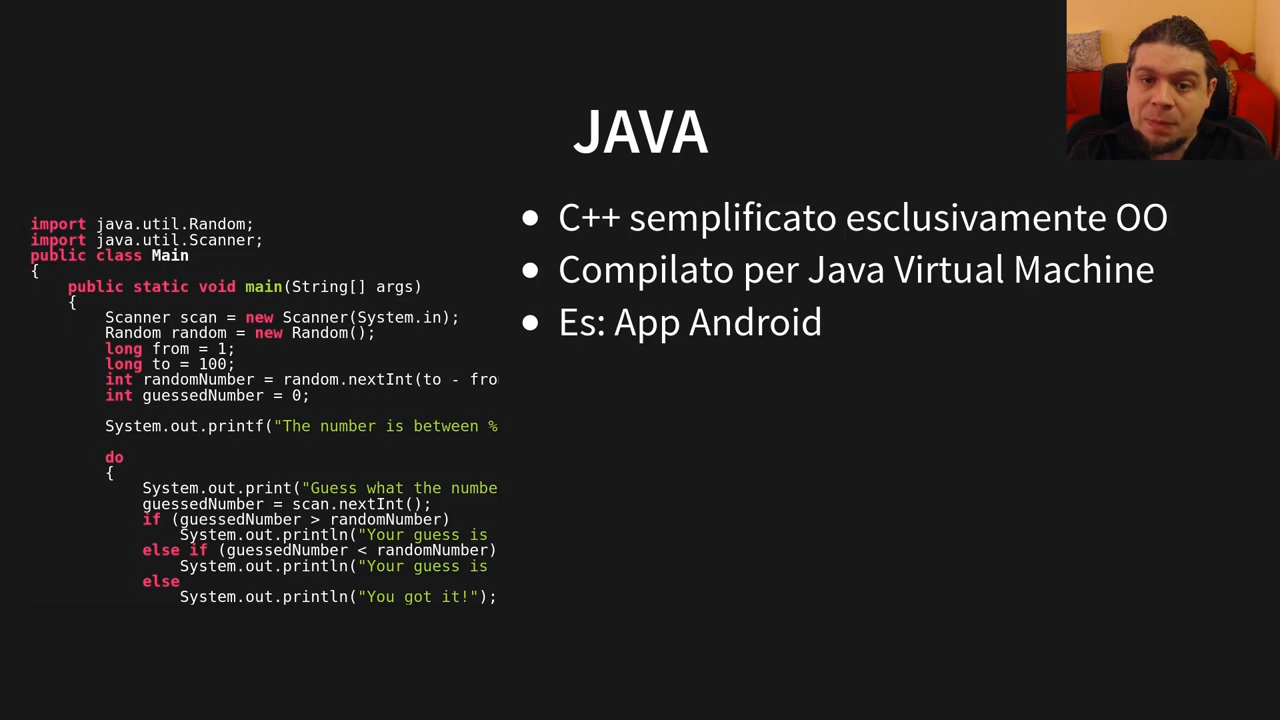 JAVA
import java.util.Random;
import java.util.Scanner;
public class Main
{
public static void main(String[] args)
{
Scanner scan = new Scanner(System.in);
Random random = new Random();
long from = 1;
long to = 100;
int randomNumber = random.nextInt(to - fro
int guessedNumber = 0;
System.out.printf("The number is between %
do
{
System.out.print("Guess what the numbe
guessedNumber = scan.nextInt();
if (guessedNumber > randomNumber)
System.out.println("Your guess is
else if (guessedNumber < randomNumber)
System.out.println("Your guess is
else
System.out.println("You got it!");
• C++ semplificato esclusivamente OO
• Compilato per Java Virtual Machine
• Es: App Android